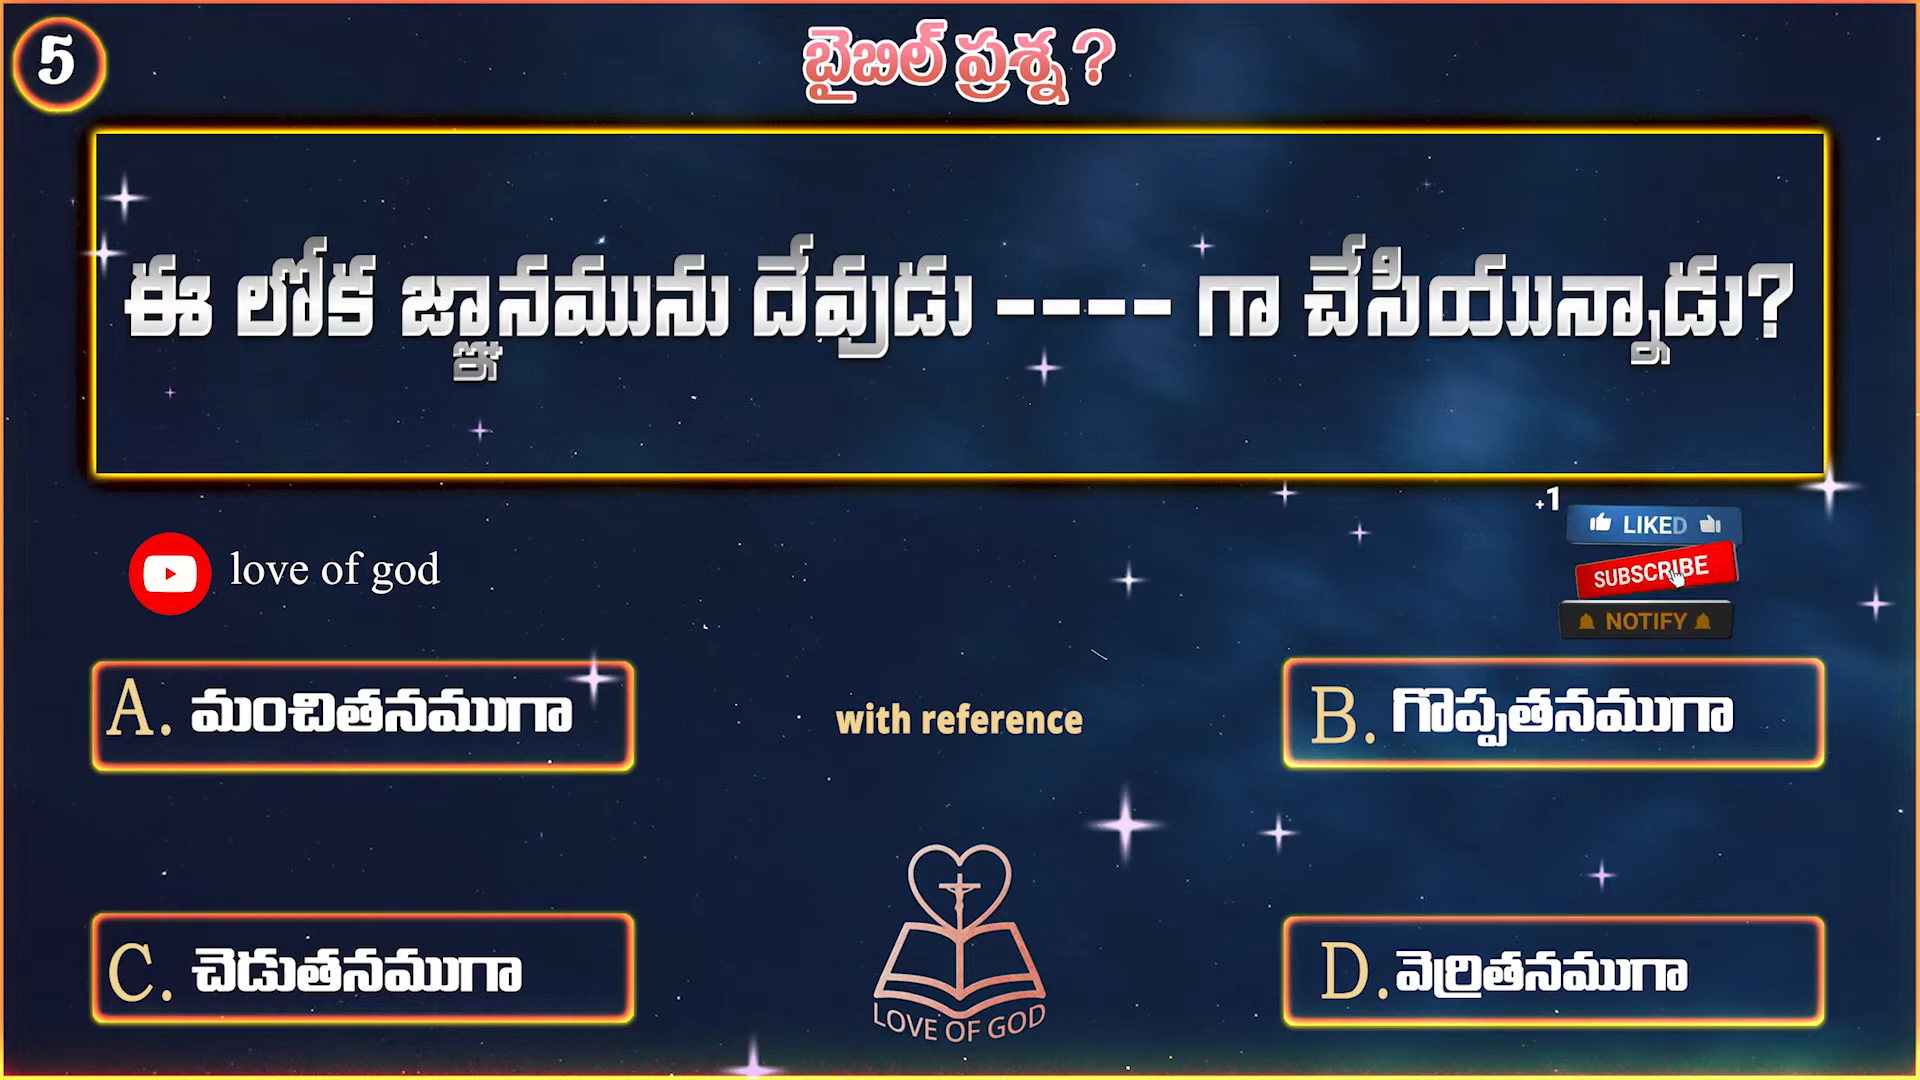 5
బైబిల్ ప్రశ్న ?
ఈ లోక జ్ఞానమును దేవుడు ---- గా చేసియున్నాడు?
+1
LIKED
SUBSCRIBE
NOTIFY
love of god
A. మంచితనముగా
with reference
B. గొప్పతనముగా
C. చెడుతనముగా
D. వెర్రితనముగా
LOVE OF GOD